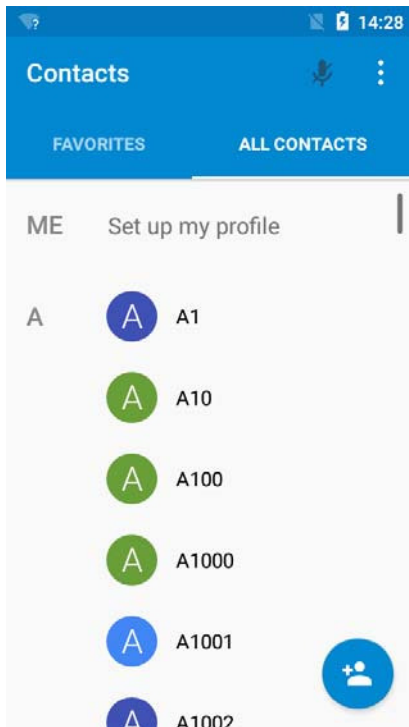 14:28
Contacts
FAVORITES ALL CONTACTS
ME Set up my profile
A A A1
A A10
A A100
A A1000
A A1001
A A1002